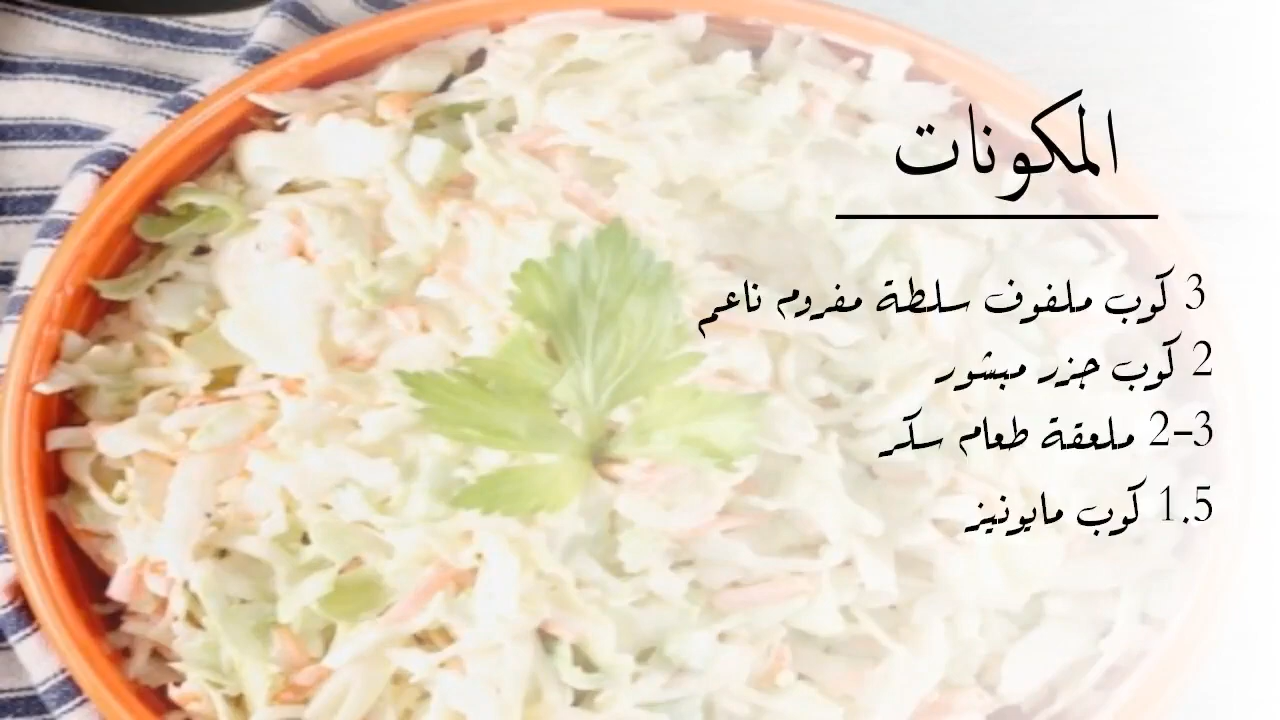 المكونات
3 كوب ملفوف سلطة مفروم ناعم
2 كوب جزر مبشور
2-3 ملعقة طعام سكر
1.5 كوب مايونيز